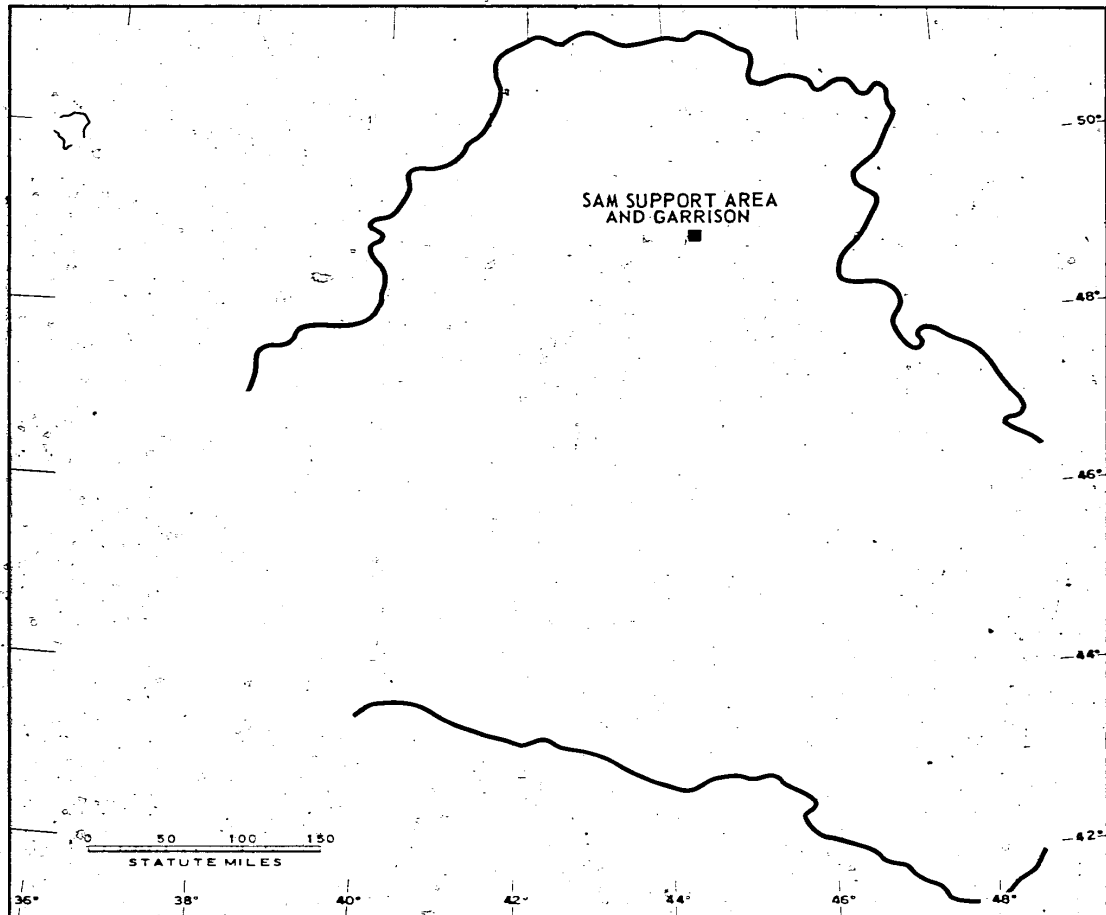 50°
SAM SUPPORT AREA
AND GARRISON
48°
46°
44°
42°
0 50 100 150
STATUTE MILES
36° 38° 40° 42° 44° 46° 48°